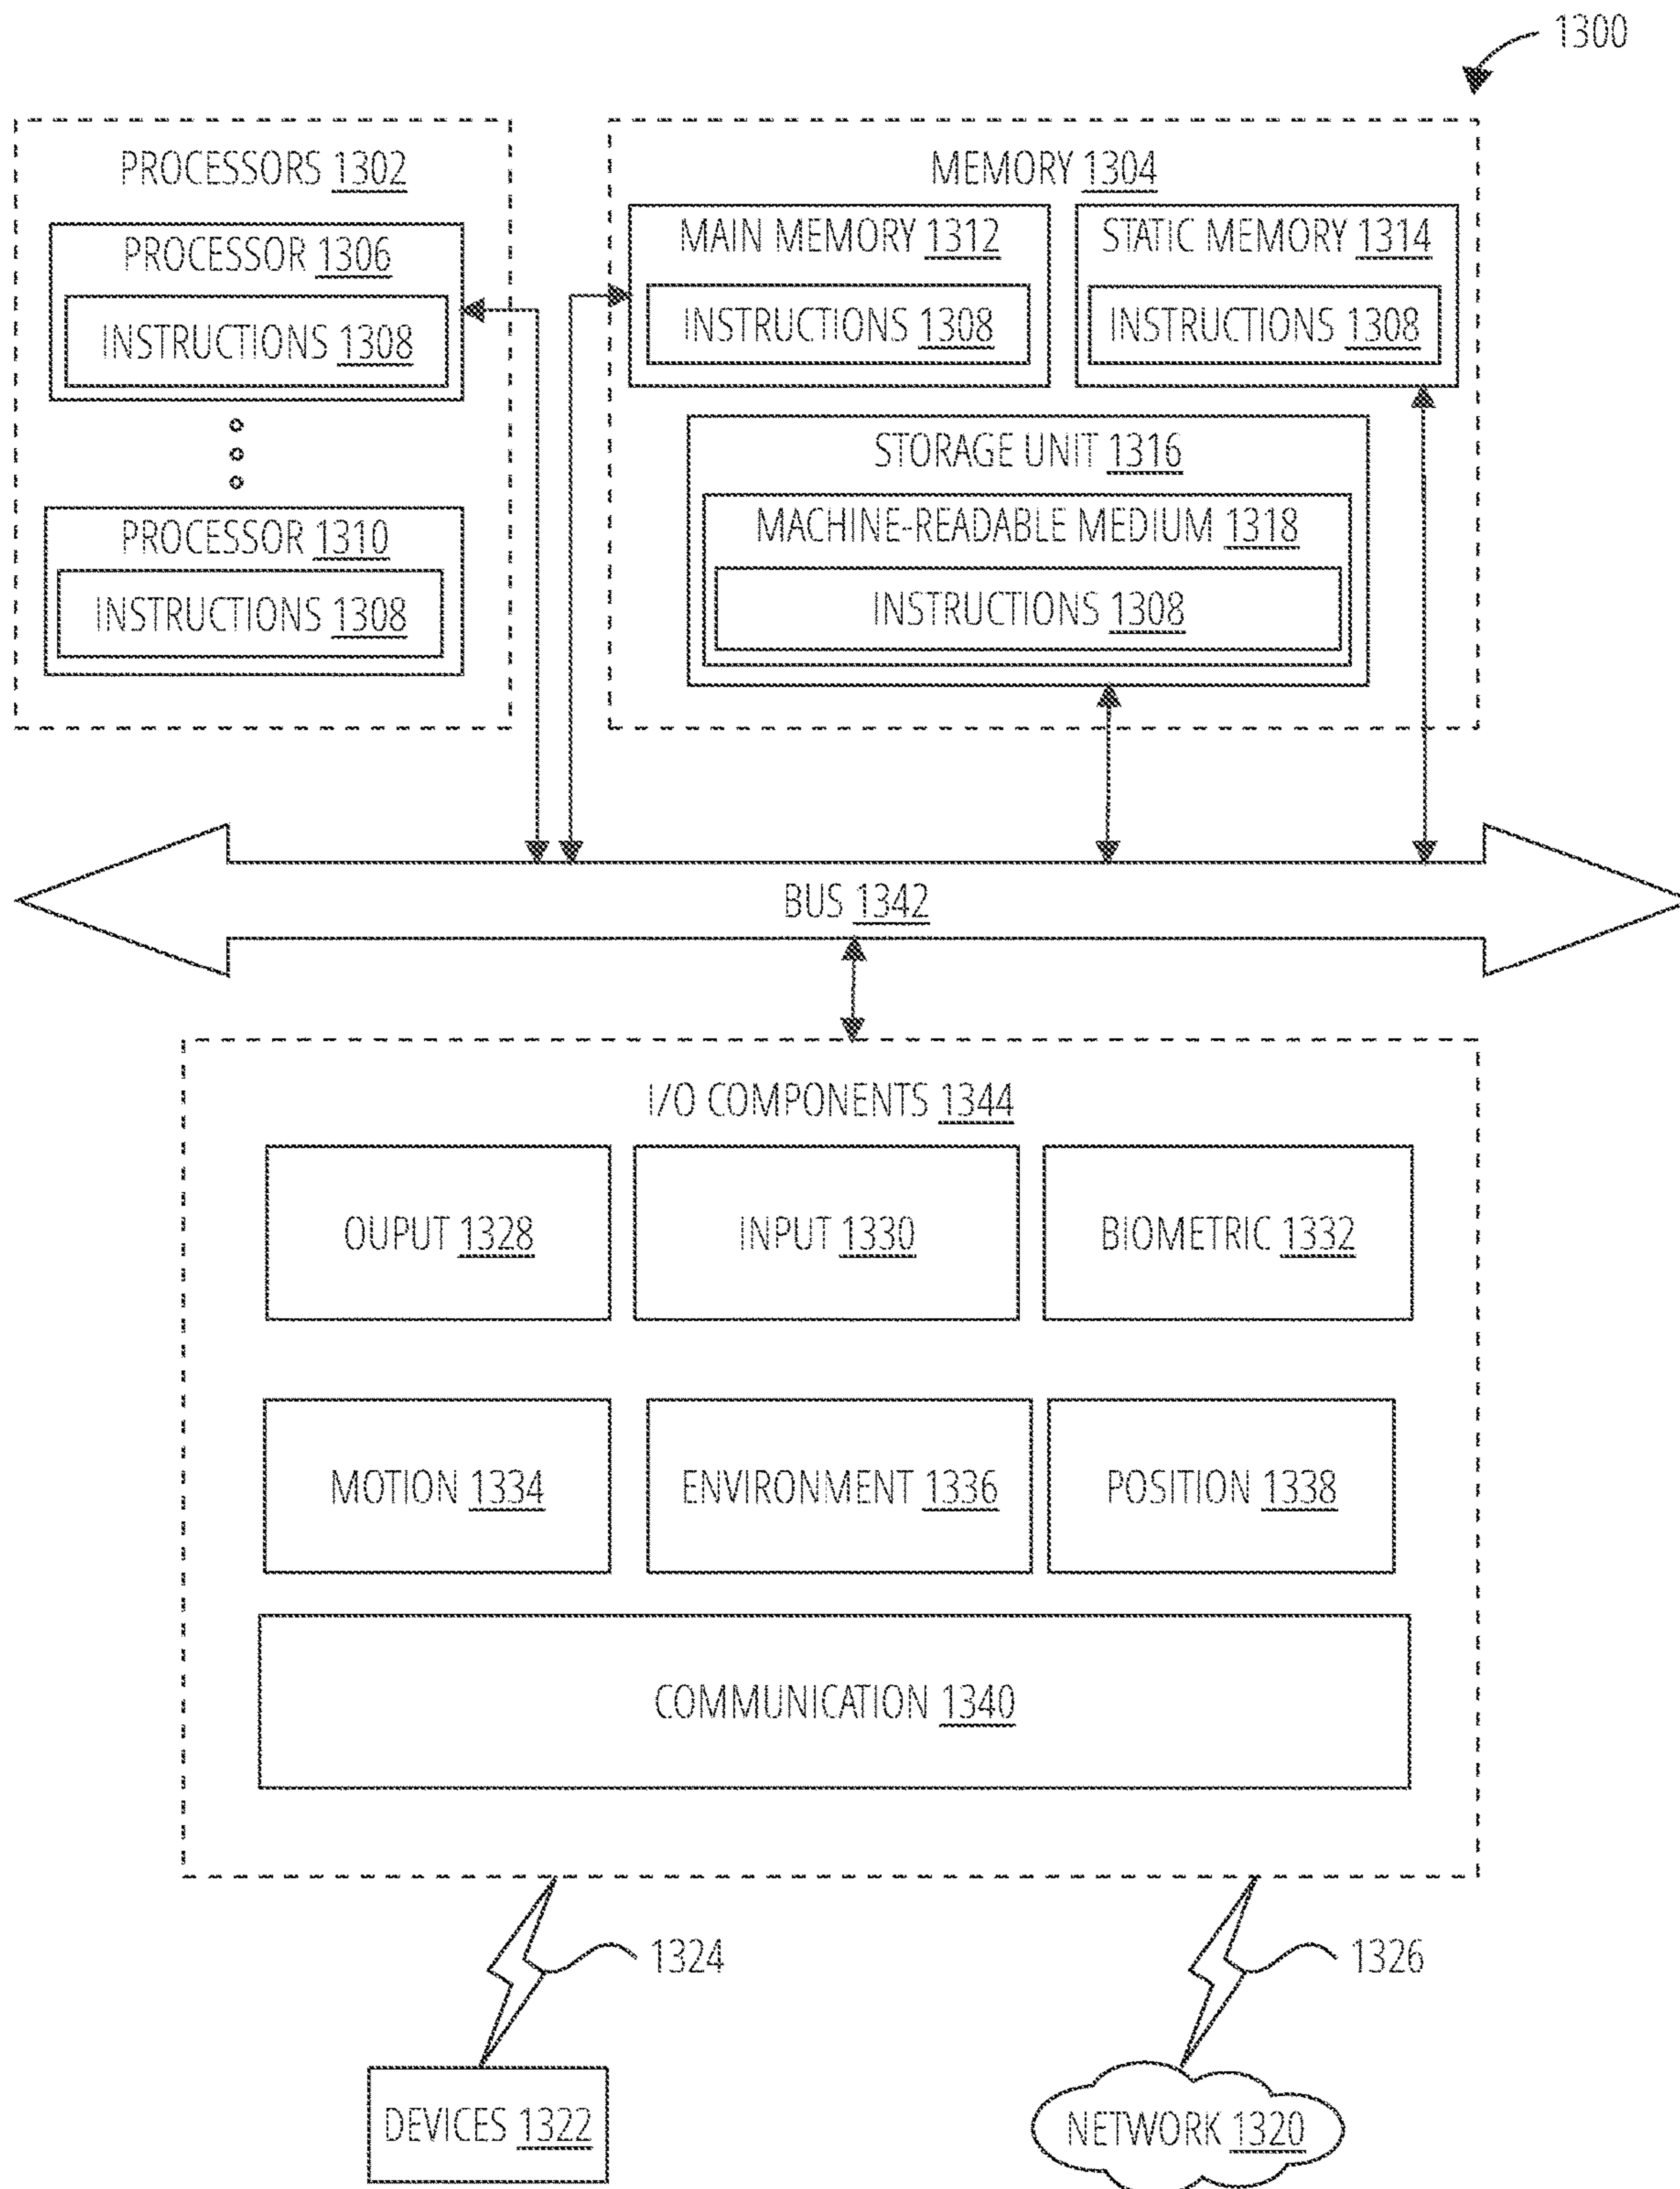 1300
PROCESSORS 1302
PROCESSOR 1306
INSTRUCTIONS 1308
PROCESSOR 1310
INSTRUCTIONS 1308
MEMORY 1304
MAIN MEMORY 1312
INSTRUCTIONS 1308
STATIC MEMORY 1314
INSTRUCTIONS 1308
STORAGE UNIT 1316
MACHINE-READABLE MEDIUM 1318
INSTRUCTIONS 1308
BUS 1342
I/O COMPONENTS 1344
OUPUT 1328
INPUT 1330
BIOMETRIC 1332
MOTION 1334
ENVIRONMENT 1336
POSITION 1338
COMMUNICATION 1340
1324
1326
DEVICES 1322
NETWORK 1320